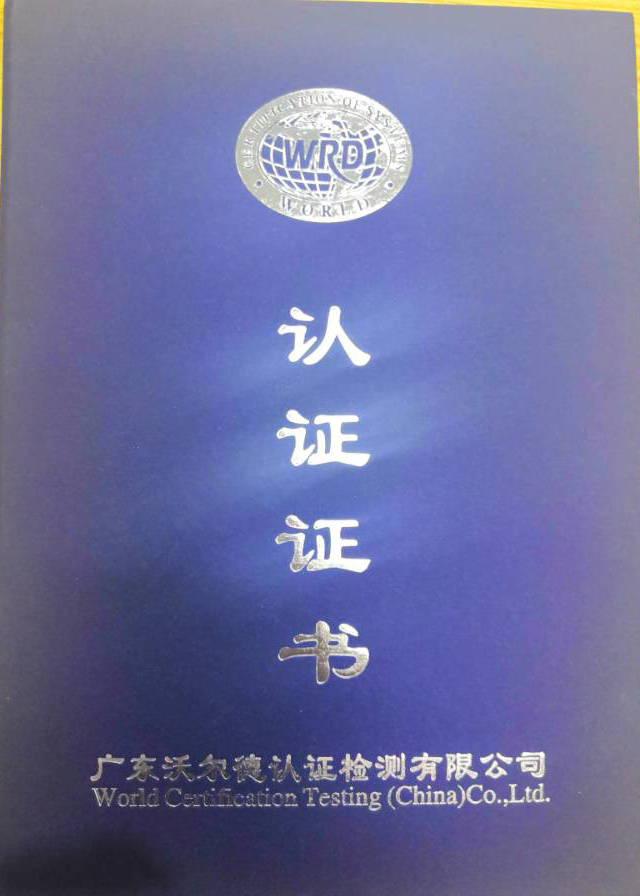 CERTIFICATION OF SYSTEMS
WRD
WORLD
认
证
证
书
广东沃尔德认证检测有限公司
World Certification Testing (China)Co.,Ltd.